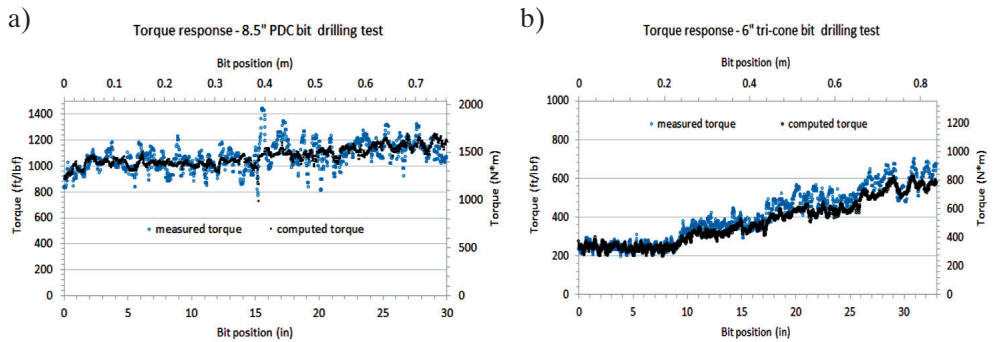 a)
Torque response - 8.5" PDC bit drilling test
Bit position (m)
0 0.1 0.2 0.3 0.4 0.5 0.6 0.7
Torque (ft/lbf)
1400
1200
1000
800
600
400
200
0
measured torque computed torque
2000
1500
1000
500
0
Torque (N*m)
0 5 10 15 20 25 30
Bit position (in)
b)
Torque response - 6" tri-cone bit drilling test
Bit position (m)
0 0.2 0.4 0.6 0.8
Torque (ft/lbf)
1000
800
600
400
200
0
measured torque computed torque
1200
1000
800
600
400
200
0
Torque (N*m)
0 5 10 15 20 25 30
Bit position (in)